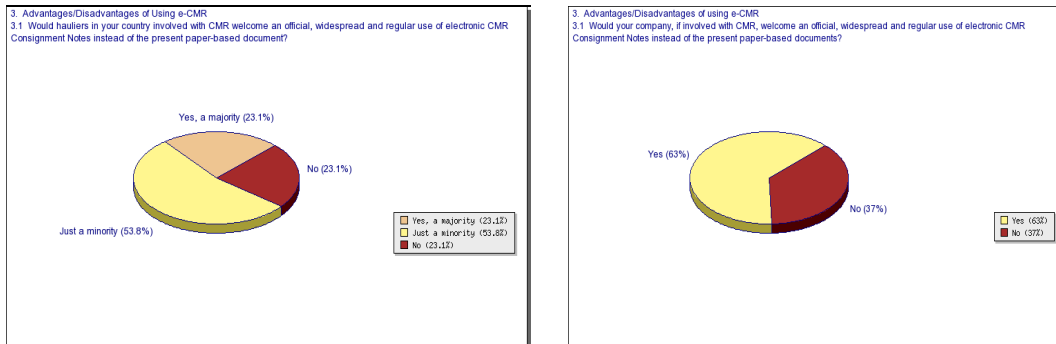 3. Advantages/Disadvantages of Using e-CMR
3.1 Would hauliers in your country involved with CMR welcome an official, widespread and regular use of electronic CMR
Consignment Notes instead of the present paper-based document?
Yes, a majority (23.1%)
No (23.1%)
Just a minority (53.8%)
Yes, a majority (23.1%)
Just a minority (53.8%)
No (23.1%)
3. Advantages/Disadvantages of using e-CMR
3.1 Would your company, if involved with CMR, welcome an official, widespread and regular use of electronic CMR
Consignment Notes instead of the present paper-based documents?
Yes (63%)
No (37%)
Yes (63%)
No (37%)